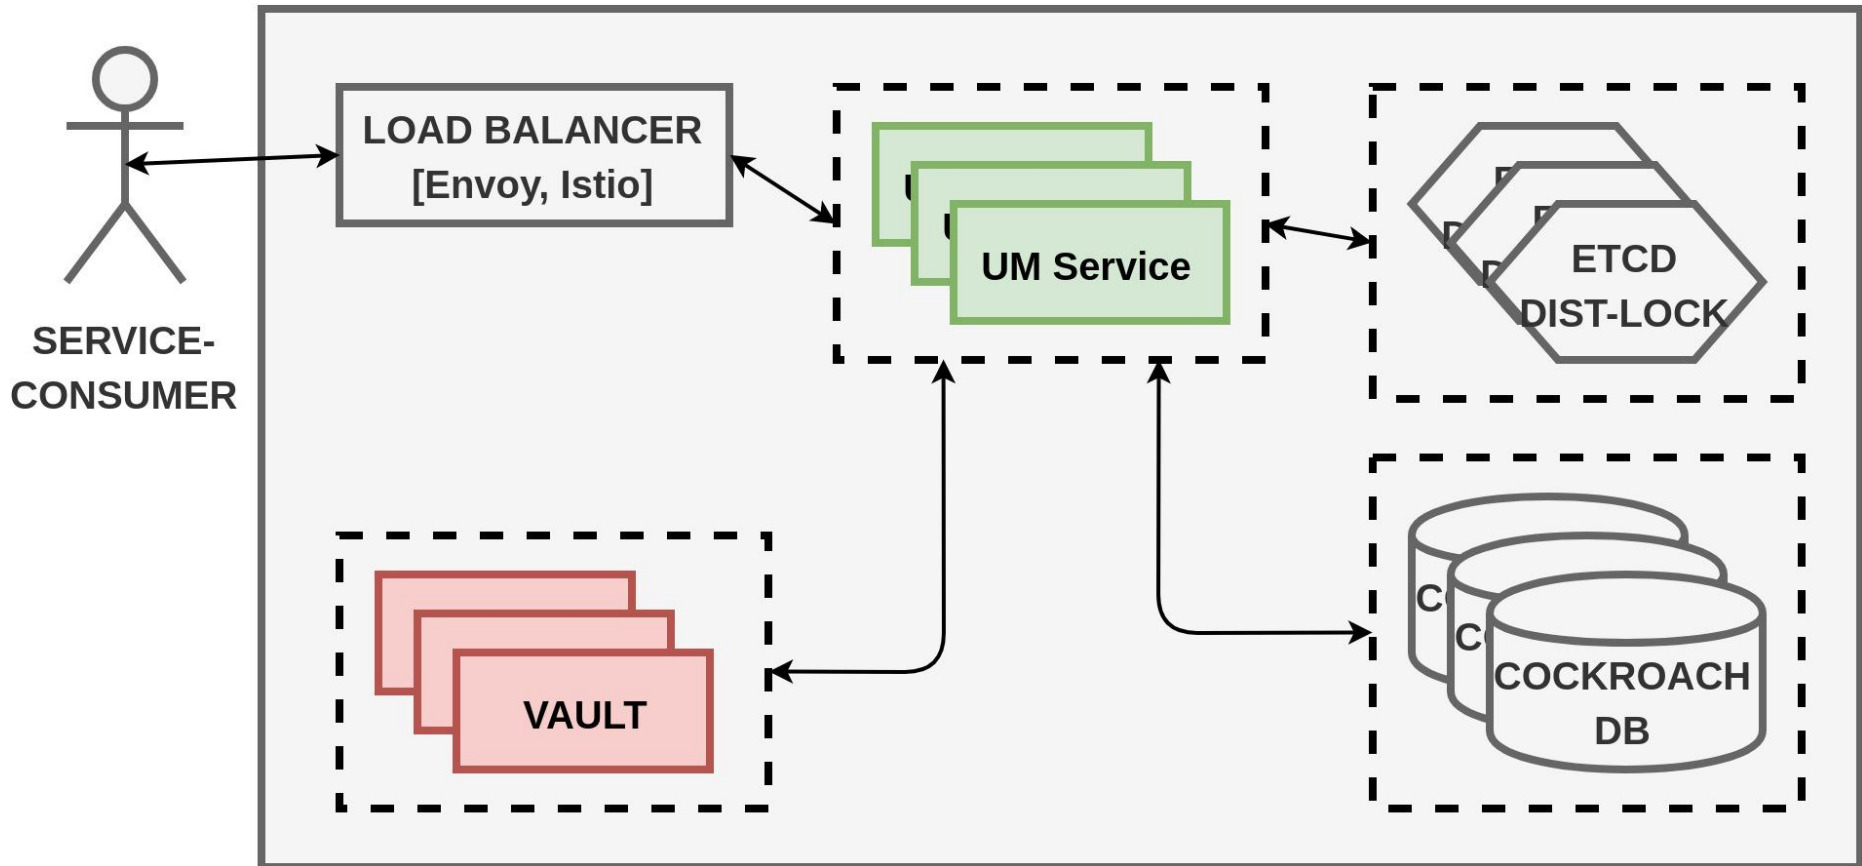 LOAD BALANCER
[Envoy, Istio]
SERVICE-
CONSUMER
UM Service
ETCD
DIST-LOCK
VAULT
COCKROACH
DB